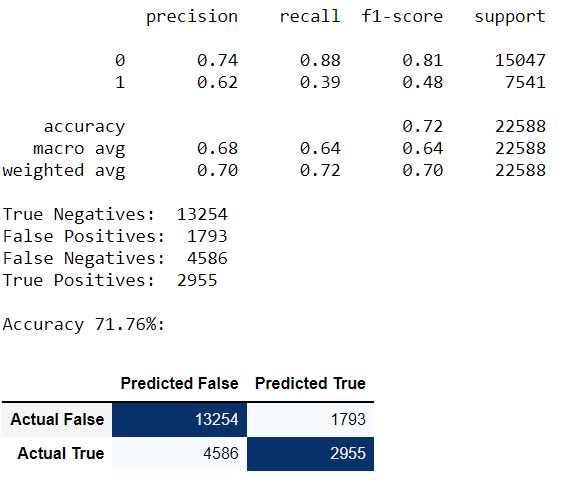 precision recall f1-score support
0 0.74 0.88 0.81 15047
1 0.62 0.39 0.48 7541
accuracy 0.72 22588
macro avg 0.68 0.64 0.64 22588
weighted avg 0.70 0.72 0.70 22588
True Negatives: 13254
False Positives: 1793
False Negatives: 4586
True Positives: 2955
Accuracy 71.76%:
Predicted False Predicted True
Actual False 13254 1793
Actual True 4586 2955